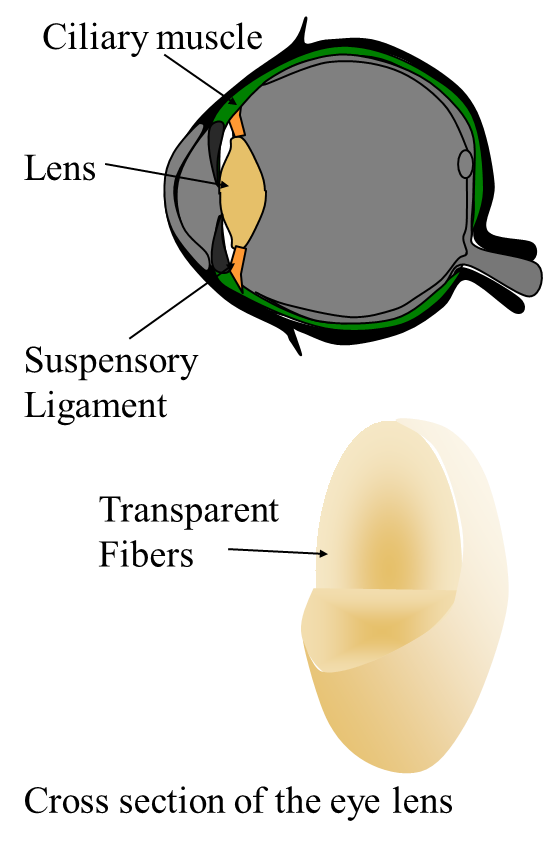 Ciliary muscle
Lens
Suspensory
Ligament
Transparent
Fibers
Cross section of the eye lens